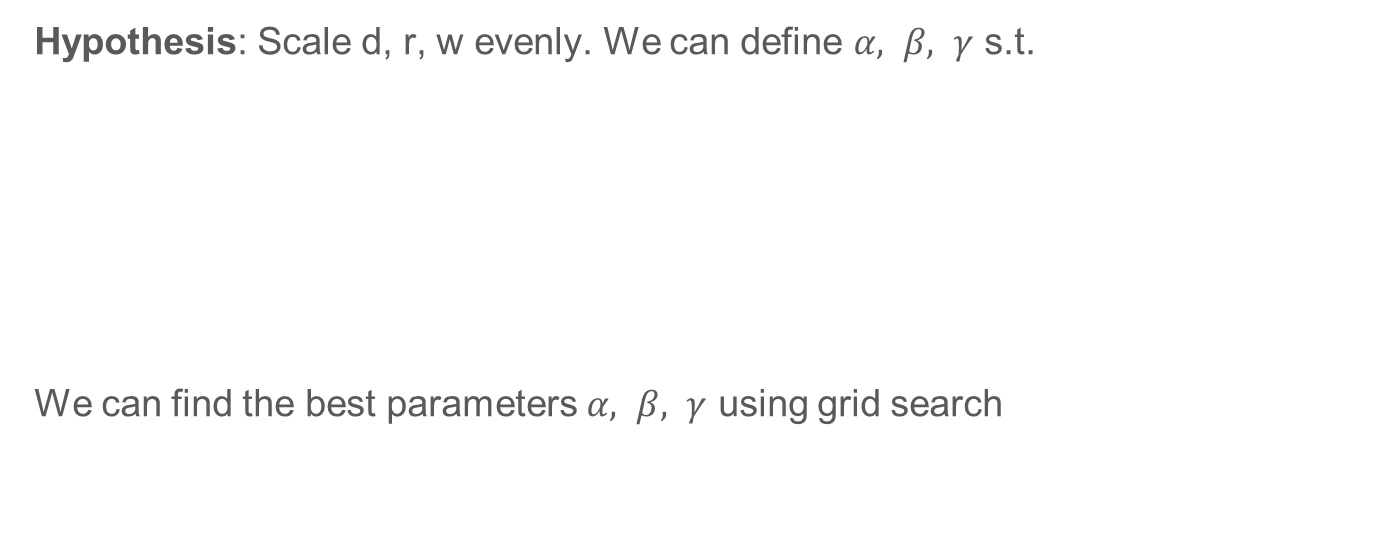 Hypothesis: Scale d, r, w evenly. We can define α, β, γ s.t.
We can find the best parameters α, β, γ using grid search